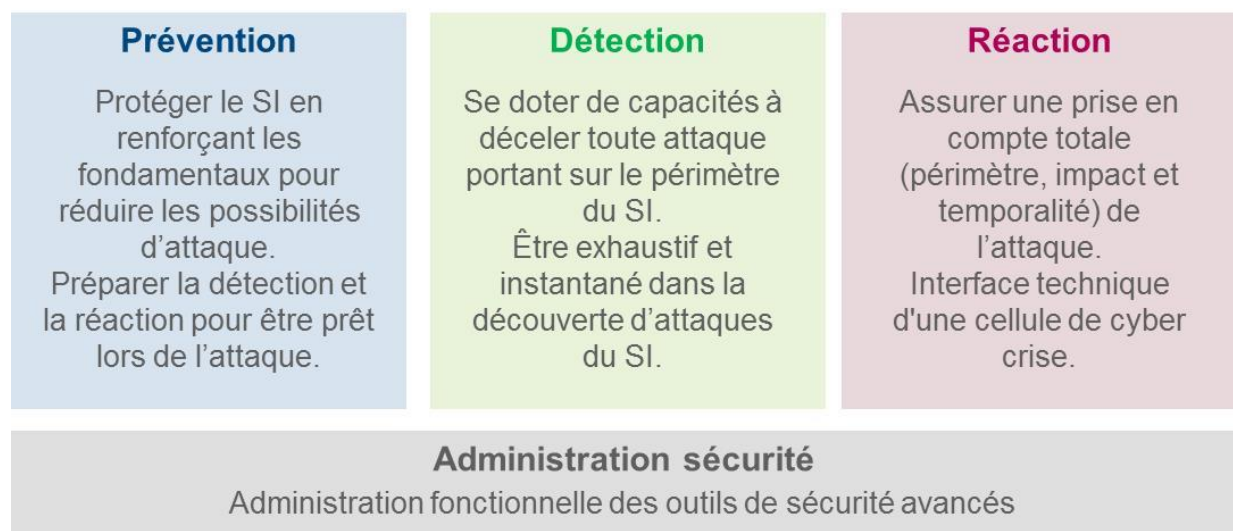 Prévention
Protéger le SI en
renforçant les
fondamentaux pour
réduire les possibilités
d’attaque.
Préparer la détection et
la réaction pour être prêt
lors de l’attaque.
Détection
Se doter de capacités à
déceler toute attaque
portant sur le périmètre
du SI.
Être exhaustif et
instantané dans la
découverte d’attaques
du SI.
Réaction
Assurer une prise en
compte totale
(périmètre, impact et
temporalité) de
l’attaque.
Interface technique
d'une cellule de cyber
crise.
Administration sécurité
Administration fonctionnelle des outils de sécurité avancés